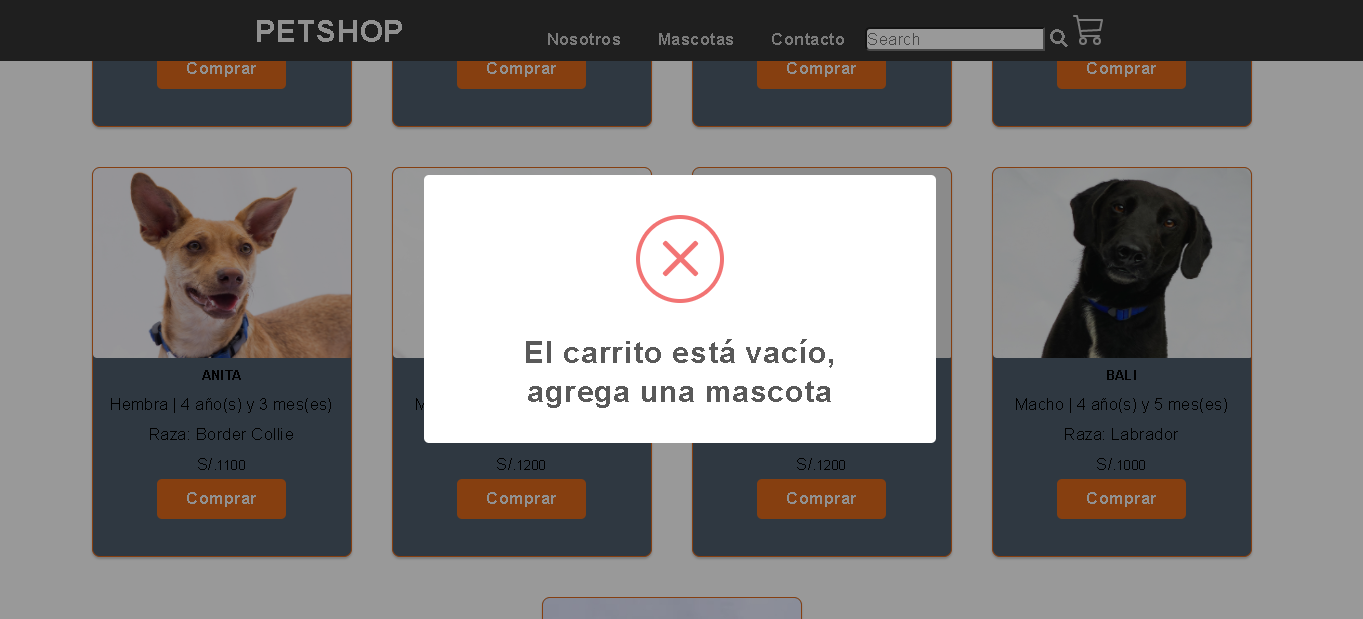 PETSHOP
Nosotros Mascotas Contacto Search
Comprar Comprar Comprar Comprar
El carrito está vacío,
agrega una mascota
ANITA
Hembra | 4 año(s) y 3 mes(es)
Raza: Border Collie
S/.1100
Comprar
S/.1200
Comprar
S/.1200
Comprar
BALI
Macho | 4 año(s) y 5 mes(es)
Raza: Labrador
S/.1000
Comprar